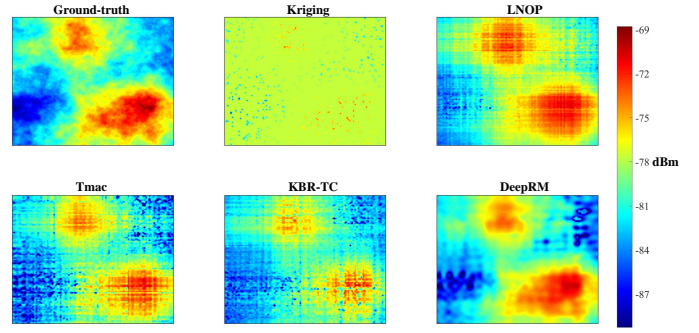 Ground-truth
Kriging
LNOP
-69
-72
-75
-78 dBm
-81
-84
-87
Tmac
KBR-TC
DeepRM